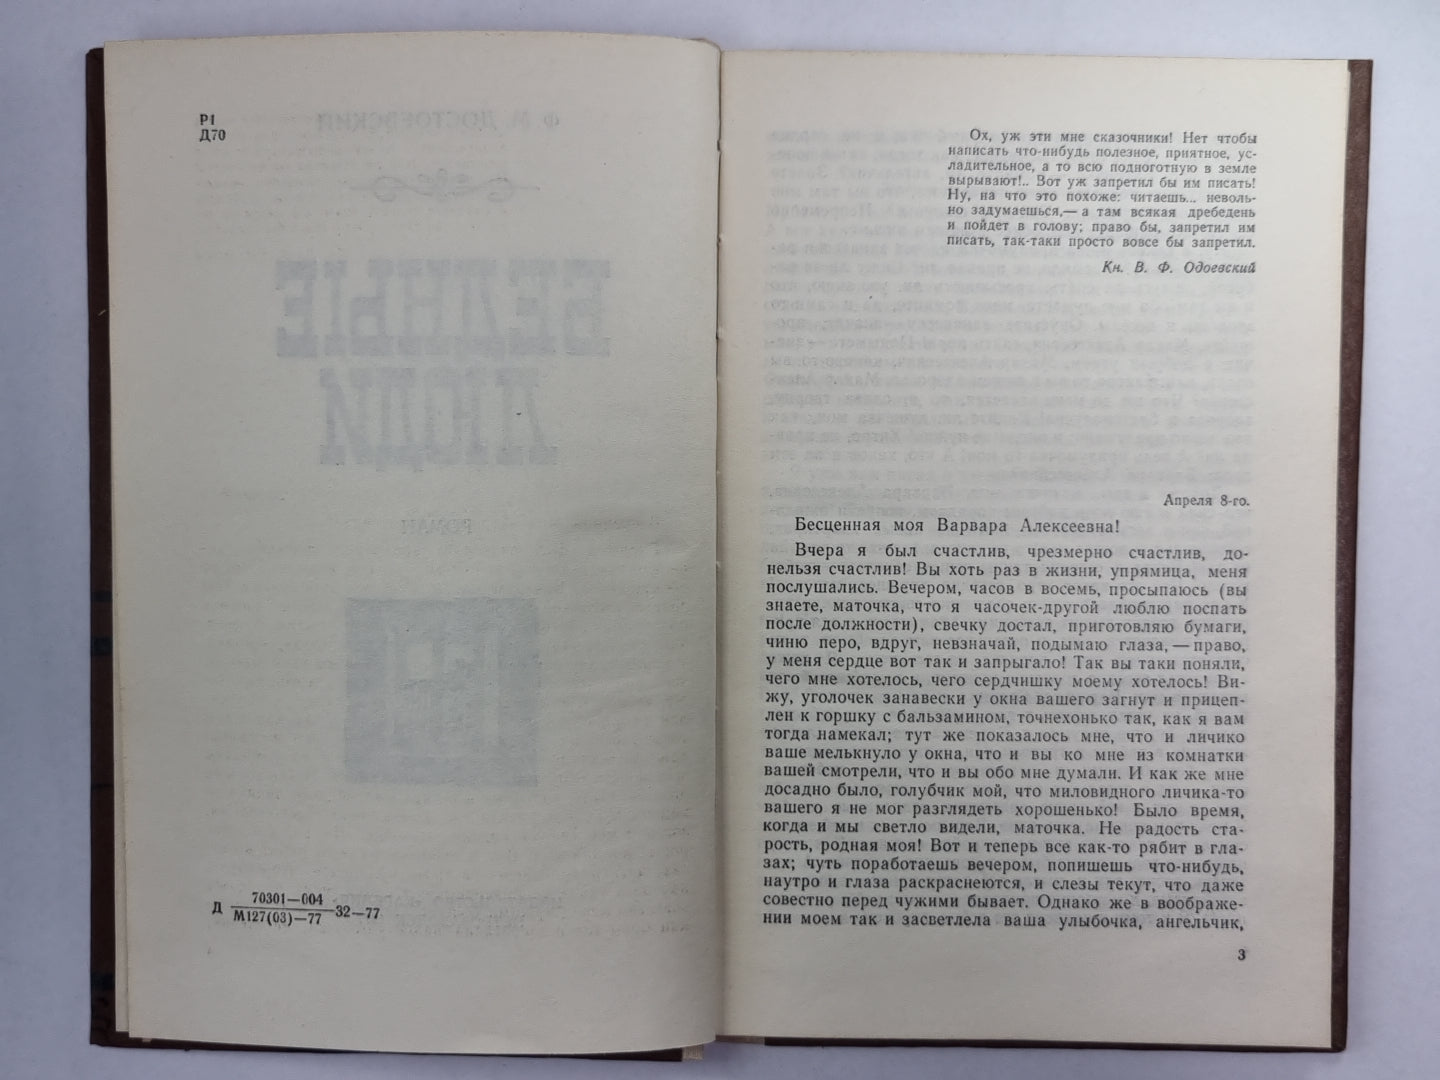 Р1
Д70
Д 70301—004
М127(03)—77 32—77
Ох, уж эти мне сказочники! Нет чтобы
написать что-нибудь полезное, приятное, ус-
ладительное, а то всю подноготную в земле
вырывают!.. Вот уж запретил бы им писать!
Ну, на что это похоже: читаешь... неволь-
но задумаешься,— а там всякая дребедень
и пойдет в голову; право бы, запретил им
писать, так-таки просто вовсе бы запретил.
Кн. В. Ф. Одоевский
Апреля 8-го.
Бесценная моя Варвара Алексеевна!
Вчера я был счастлив, чрезмерно счастлив, до-
нельзя счастлив! Вы хоть раз в жизни, упрямица, меня
послушались. Вечером, часов в восемь, просыпаюсь (вы
знаете, маточка, что я часочек-другой люблю поспать
после должности), свечку достал, приготовляю бумаги,
чиню перо, вдруг, невзначай, подымаю глаза,— право,
у меня сердце вот так и запрыгало! Так вы таки поняли,
чего мне хотелось, чего сердчишку моему хотелось! Ви-
жу, уголочек занавески у окна вашего загнут и прицеп-
лен к горшку с бальзамином, точнехонько так, как я вам
тогда намекал; тут же показалось мне, что и личико
ваше мелькнуло у окна, что и вы ко мне из комнатки
вашей смотрели, что и вы обо мне думали. И как же мне
досадно было, голубчик мой, что миловидного личика-то
вашего я не мог разглядеть хорошенько! Было время,
когда и мы светло видели, маточка. Не радость ста-
рость, родная моя! Вот и теперь все как-то рябит в гла-
зах; чуть поработаешь вечером, попишешь что-нибудь,
наутро и глаза раскраснеются, и слезы текут, что даже
совестно перед чужими бывает. Однако же в воображе-
нии моем так и засветлела ваша улыбочка, ангельчик,
3